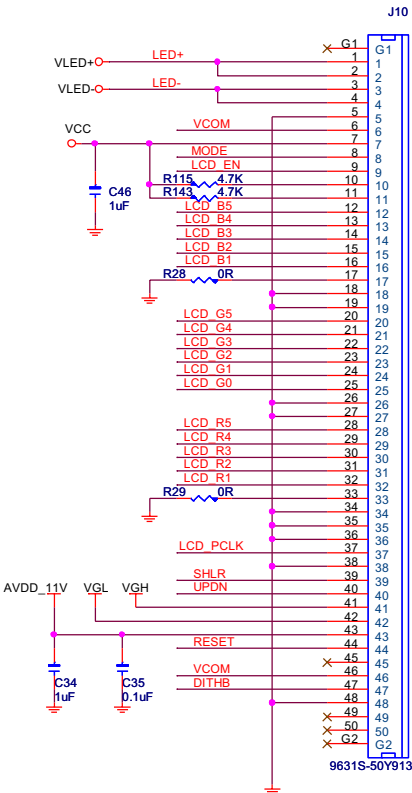 J10
G1 G1
VLED+ LED+ 1 1
2 2
VLED- LED- 3 3
4 4
5 5
VCOM 6 6
VCC 7 7
MODE 8 8
LCD_EN 9 9
R115 4.7K 10 10
R143 4.7K 11 11
C46
1uF
LCD_B5 12 12
LCD_B4 13 13
LCD_B3 14 14
LCD_B2 15 15
LCD_B1 16 16
R28 0R 17 17
18 18
19 19
LCD_G5 20 20
LCD_G4 21 21
LCD_G3 22 22
LCD_G2 23 23
LCD_G1 24 24
LCD_G0 25 25
26 26
27 27
LCD_R5 28 28
LCD_R4 29 29
LCD_R3 30 30
LCD_R2 31 31
LCD_R1 32 32
R29 0R 33 33
34 34
35 35
36 36
LCD_PCLK 37 37
38 38
SHLR 39 39
UPDN 40 40
AVDD_11V VGL VGH 41 41
42 42
43 43
RESET 44 44
45 45
VCOM 46 46
DITHB 47 47
C34
1uF
C35
0.1uF
48 48
49 49
50 50
G2 G2
9631S-50Y913